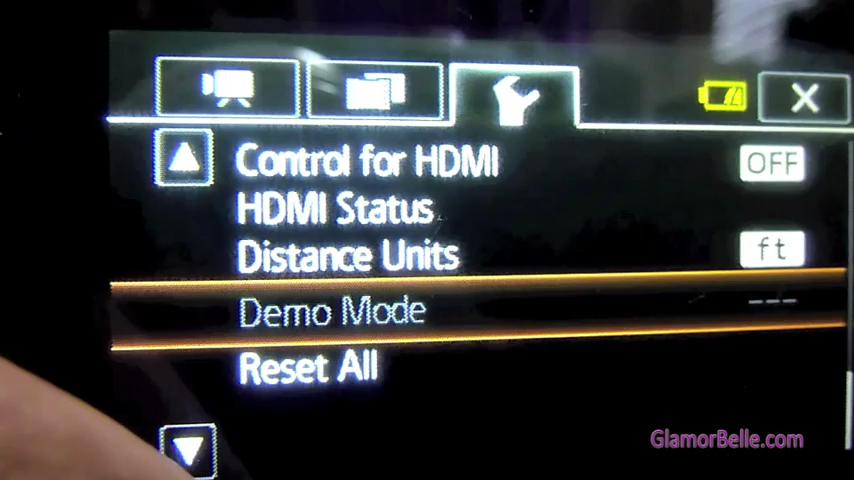 Control for HDMI OFF
HDMI Status
Distance Units ft
Demo Mode ---
Reset All
GlamorBelle.com